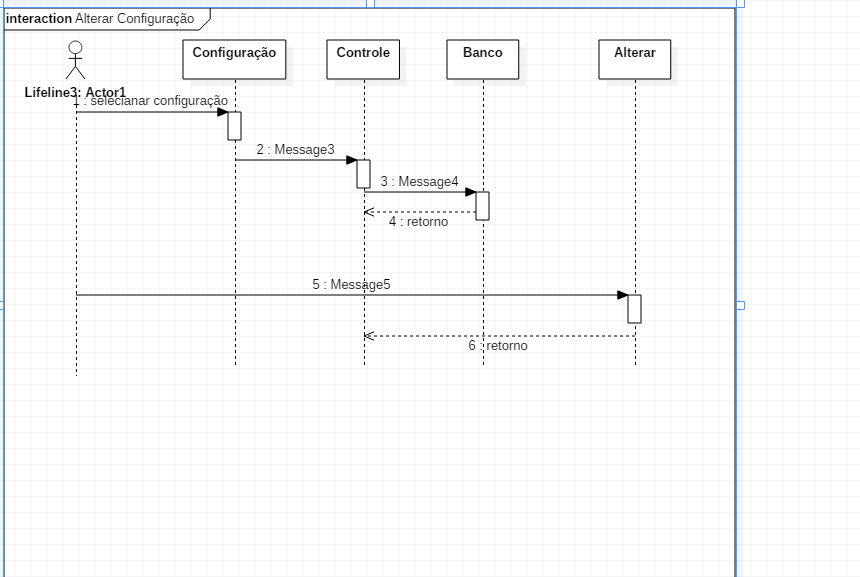 interaction Alterar Configuração
Configuração
Controle
Banco
Alterar
Lifeline3: Actor1
1 : selecianar configuração
2 : Message3
3 : Message4
4 : retorno
5 : Message5
6 : retorno